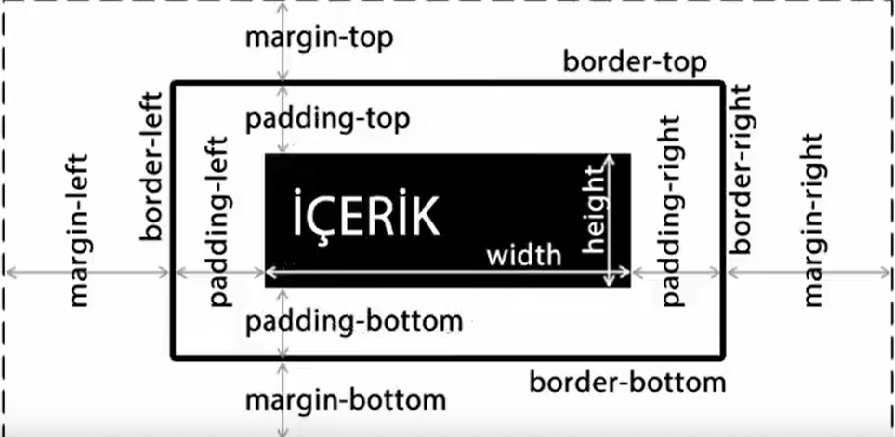 margin-top
border-top
padding-top
margin-left
border-left
padding-left
İÇERİK
width
height
padding-right
border-right
margin-right
padding-bottom
border-bottom
margin-bottom